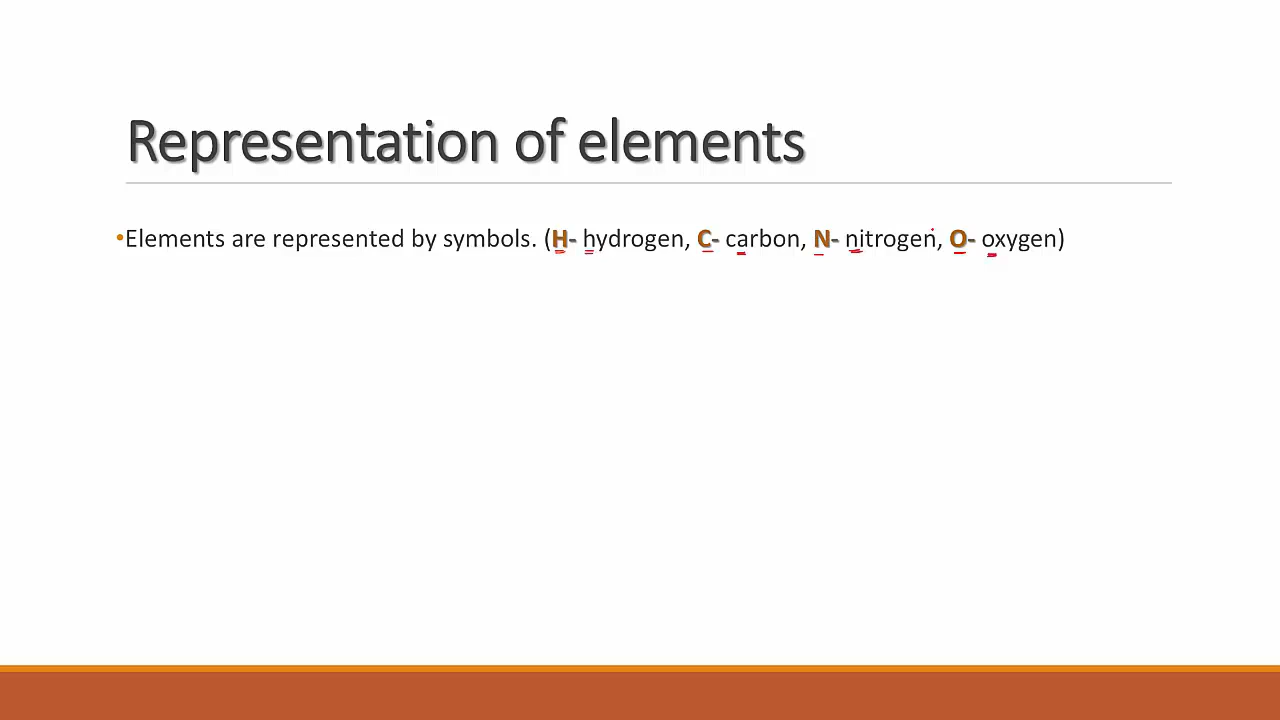 Representation of elements
•Elements are represented by symbols. (H- hydrogen, C- carbon, N- nitrogen, O- oxygen)